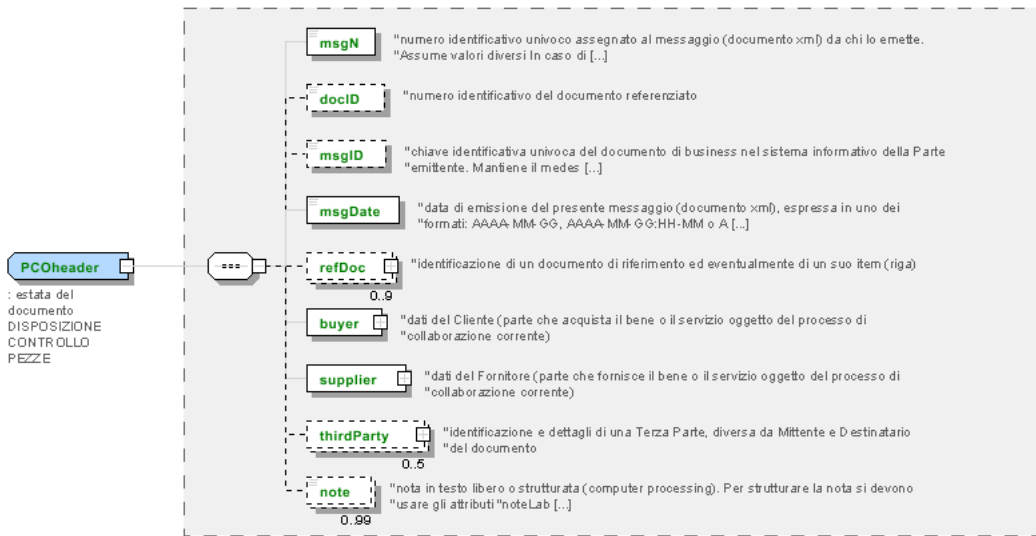 msgN
"numero identificativo univoco assegnato al messaggio (documento xml) da chi lo emette.
"Assume valori diversi In caso di [...]
docID
"numero identificativo del documento referenziato
msgID
"chiave identificativa univoca del documento di business nel sistema informativo della Parte
"emittente. Mantiene il medes [...]
msgDate
"data di emissione del presente messaggio (documento xml), espressa in uno dei
"formati: AAAA-MM-GG, AAAA-MM-GG:HH-MM o A [...]
PCOheader
: estata del
documento
DISPOSIZIONE
CONTROLLO
PEZZE
refDoc
"identificazione di un documento di riferimento ed eventualmente di un suo item (riga)
0..9
buyer
"dati del Cliente (parte che acquista il bene o il servizio oggetto del processo di
"collaborazione corrente)
supplier
"dati del Fornitore (parte che fornisce il bene o il servizio oggetto del processo di
"collaborazione corrente)
thirdParty
"identificazione e dettagli di una Terza Parte, diversa da Mittente e Destinatario
"del documento
0..5
note
"nota in testo libero o strutturata (computer processing). Per strutturare la nota si devono
"usare gli attributi "noteLab [...]
0..99